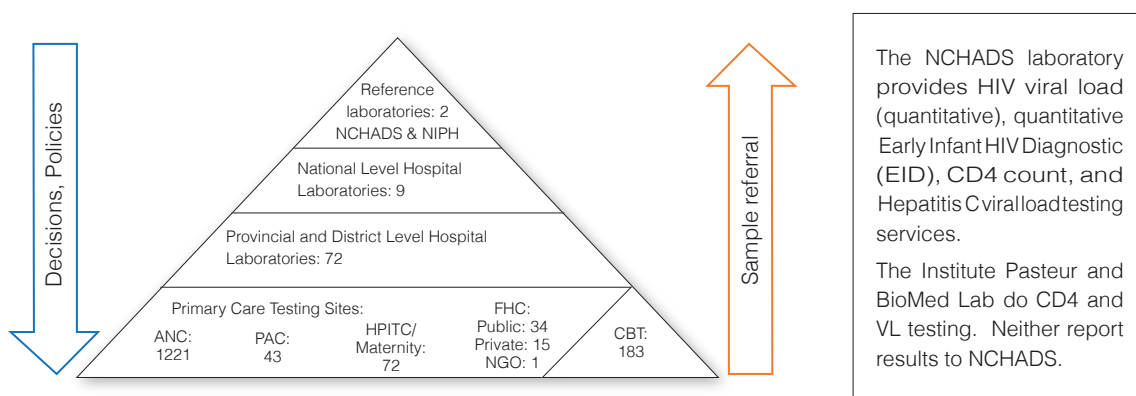 Decisions, Policies
Reference
laboratories: 2
NCHADS & NIPH
National Level Hospital
Laboratories: 9
Provincial and District Level Hospital
Laboratories: 72
Primary Care Testing Sites:
ANC:
1221
PAC:
43
HPITC/
Maternity:
72
FHC:
Public: 34
Private: 15
NGO: 1
CBT:
183
Sample referral
The NCHADS laboratory
provides HIV viral load
(quantitative), quantitative
Early Infant HIV Diagnostic
(EID), CD4 count, and
Hepatitis C viral load testing
services.
The Institute Pasteur and
BioMed Lab do CD4 and
VL testing. Neither report
results to NCHADS.